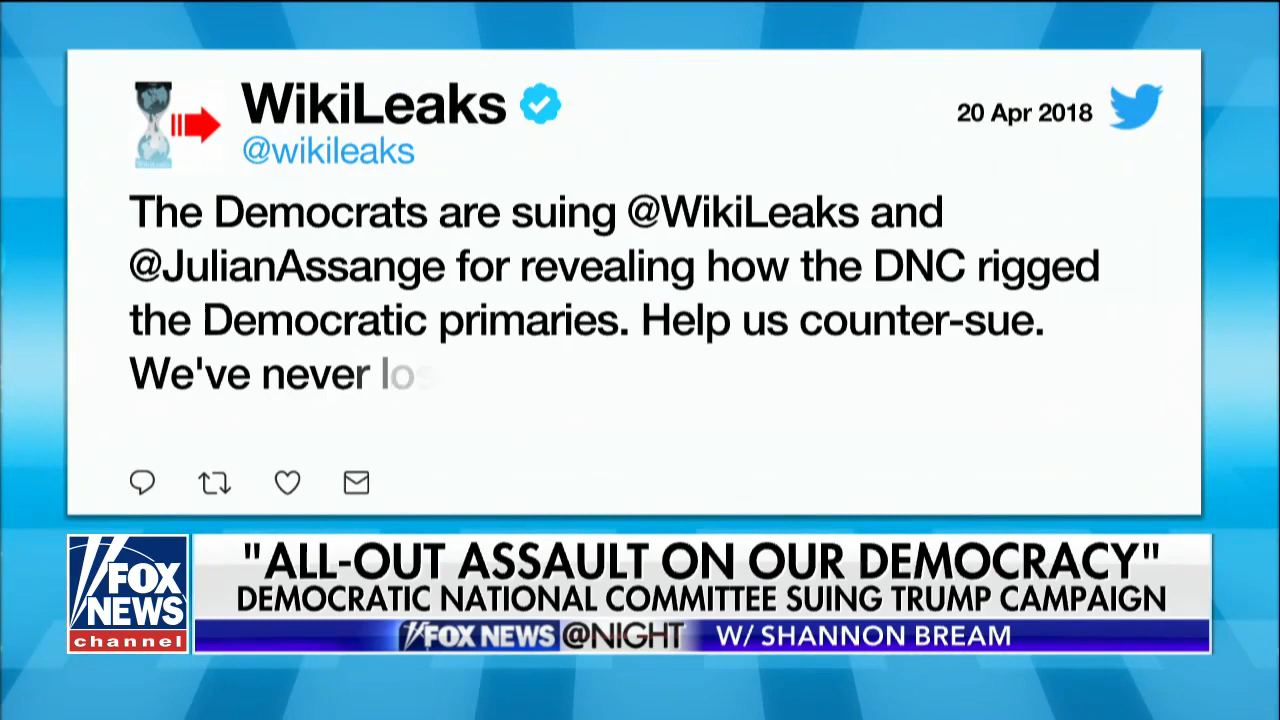 WikiLeaks
@wikileaks
20 Apr 2018
The Democrats are suing @WikiLeaks and
@JulianAssange for revealing how the DNC rigged
the Democratic primaries. Help us counter-sue.
We've never los
"ALL-OUT ASSAULT ON OUR DEMOCRACY"
DEMOCRATIC NATIONAL COMMITTEE SUING TRUMP CAMPAIGN
FOX NEWS @NIGHT W/ SHANNON BREAM
FOX
NEWS
channel